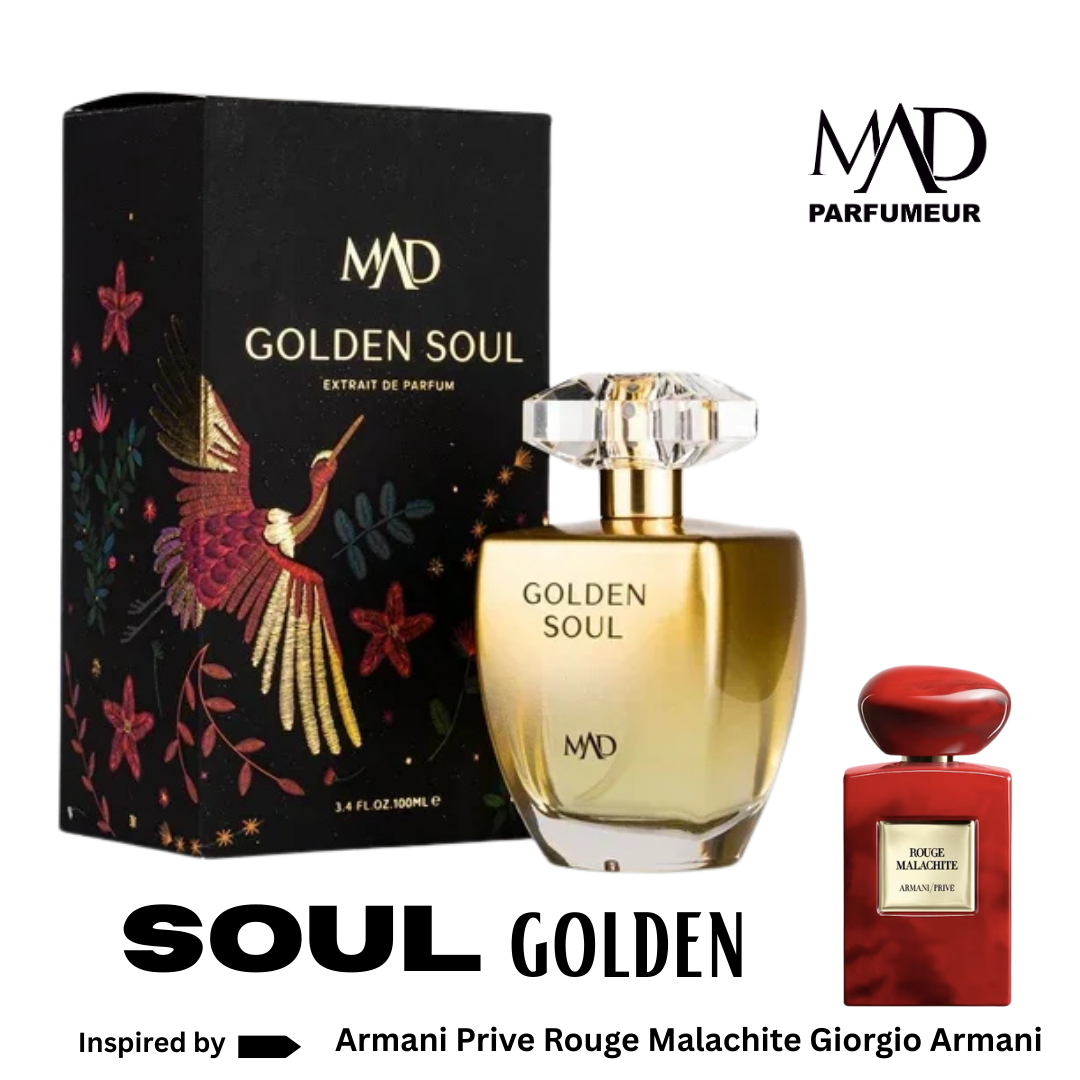 MAD
PARFUMEUR
MAD
GOLDEN SOUL
EXTRAIT DE PARFUM
3.4 FL.OZ.100ML e
GOLDEN
SOUL
MAD
ROUGE
MALACHITE
ARMANI/PRIVÉ
SOUL GOLDEN
Inspired by Armani Prive Rouge Malachite Giorgio Armani